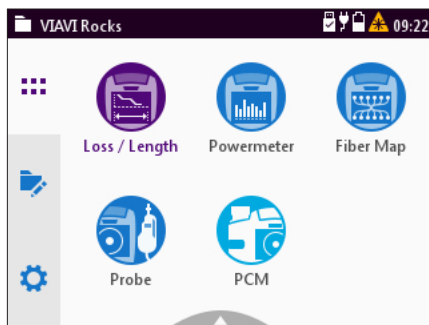 VIAVI Rocks
09:22
Loss / Length
Powermeter
Fiber Map
Probe
PCM